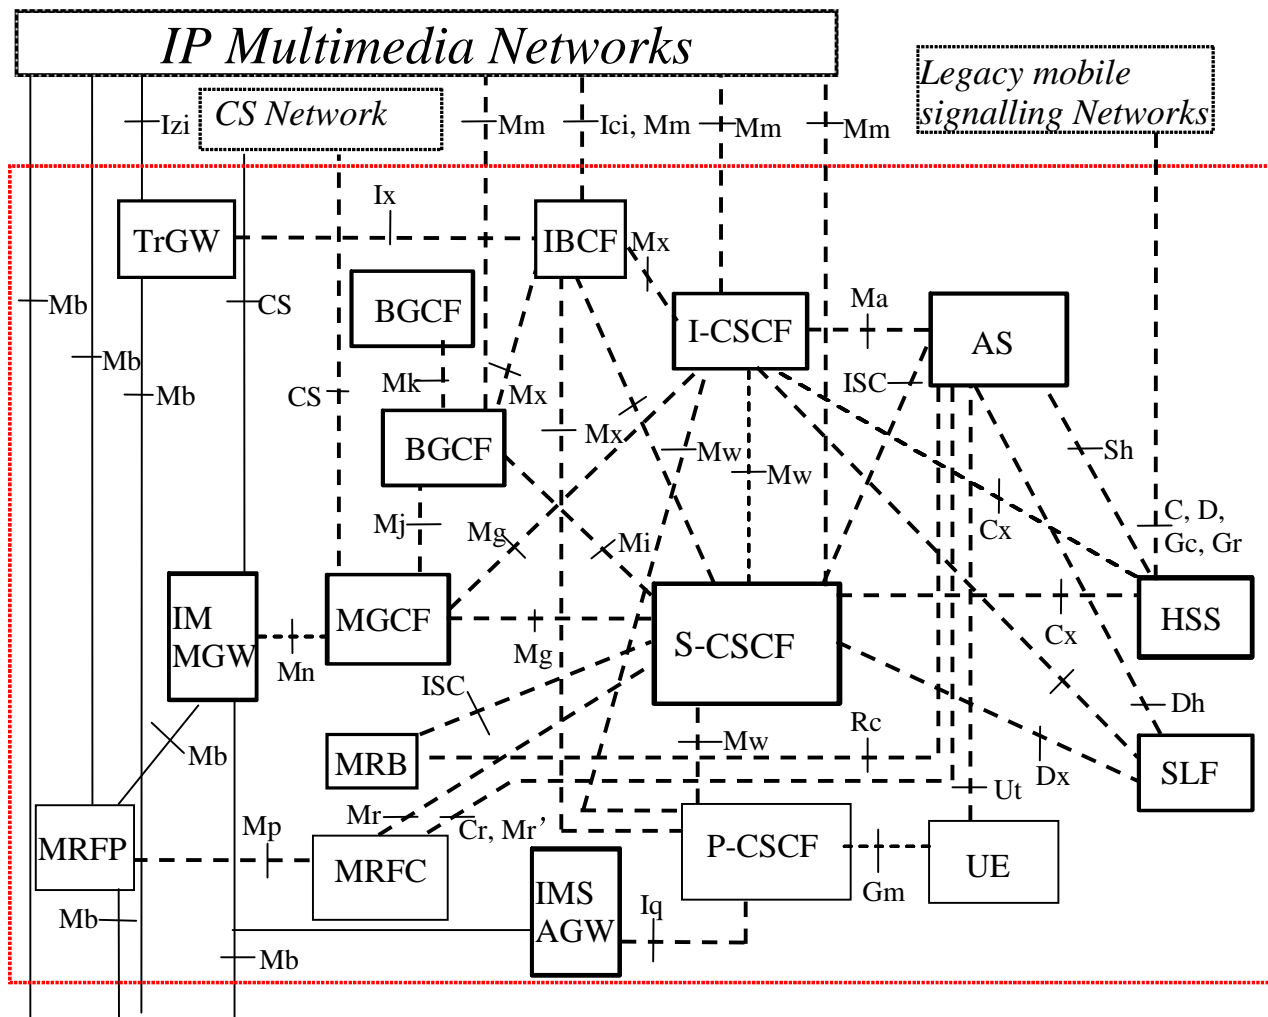 IP Multimedia Networks
Legacy mobile
signalling Networks
CS Network
Izi
Mm
Ici, Mm
Mm
Mm
Ix
TrGW
IBCF
Mx
Mb
CS
BGCF
I-CSCF
Ma
AS
Mb
Mb
CS
Mk
Mx
ISC
BGCF
Mx
Mw
Mw
Sh
Mj
Mg
Mi
Cx
C, D,
Gc, Gr
IM
MGW
Mn
MGCF
Mg
S-CSCF
Cx
HSS
ISC
Mb
MRB
Mw
Rc
Dh
Dx
SLF
Ut
Mr
Cr, Mr’
MRFP
Mp
MRFC
P-CSCF
Gm
UE
IMS
AGW
Iq
Mb
Mb